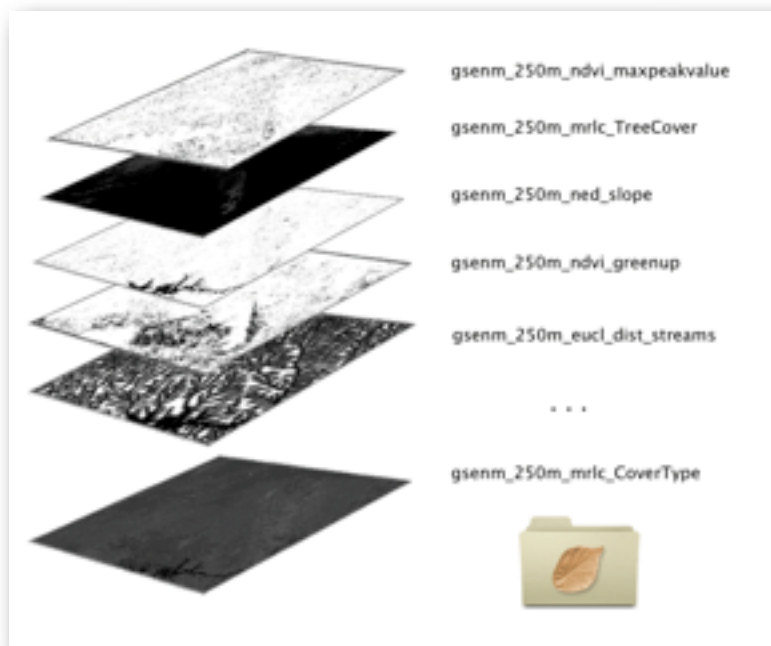 gsenm_250m_ndvi_maxpeakvalue
gsenm_250m_mrlc_TreeCover
gsenm_250m_ned_slope
gsenm_250m_ndvi_greenup
gsenm_250m_eucl_dist_streams
. . .
gsenm_250m_mrlc_CoverType